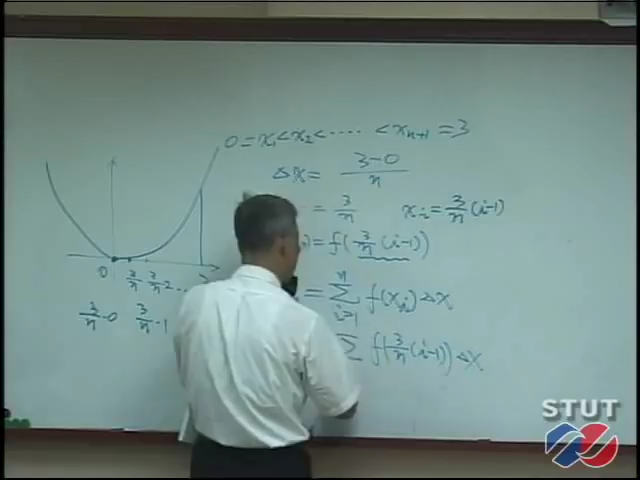 0 = x₁ < x₂ < ····· < xₙ₊₁ = 3
Δx = (3-0)/n
= 3/n    xᵢ = 3/n (i-1)
) = f(3/n (i-1))
0    3/n    3/n·2 ...
= Σᵢ₌₁ⁿ f(xᵢ) Δx
3/n·0    3/n·1
Σ f(3/n (i-1)) Δx
STUT